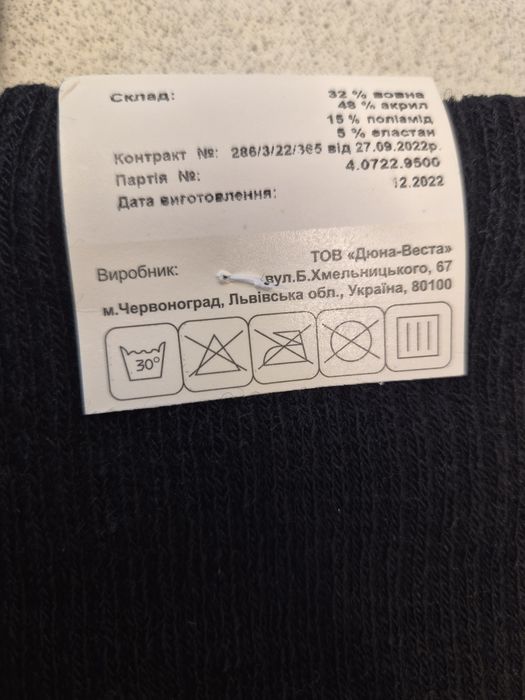 Склад: 32 % вовна
48 % акрил
15 % поліамід
5 % еластан
Контракт №: 286/3/22/365 від 27.09.2022р.
Партія №: 4.0722.9500
Дата виготовлення: 12.2022
ТОВ «Дюна-Веста»
Виробник: вул.Б.Хмельницького, 67
м.Червоноград, Львівська обл., Україна, 80100
30°